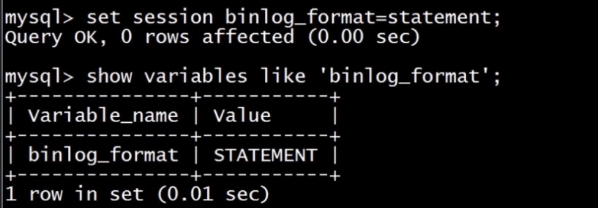 mysql> set session binlog_format=statement;
Query OK, 0 rows affected (0.00 sec)
mysql> show variables like 'binlog_format';
+---------------+-----------+
| Variable_name | Value     |
+---------------+-----------+
| binlog_format | STATEMENT |
+---------------+-----------+
1 row in set (0.01 sec)